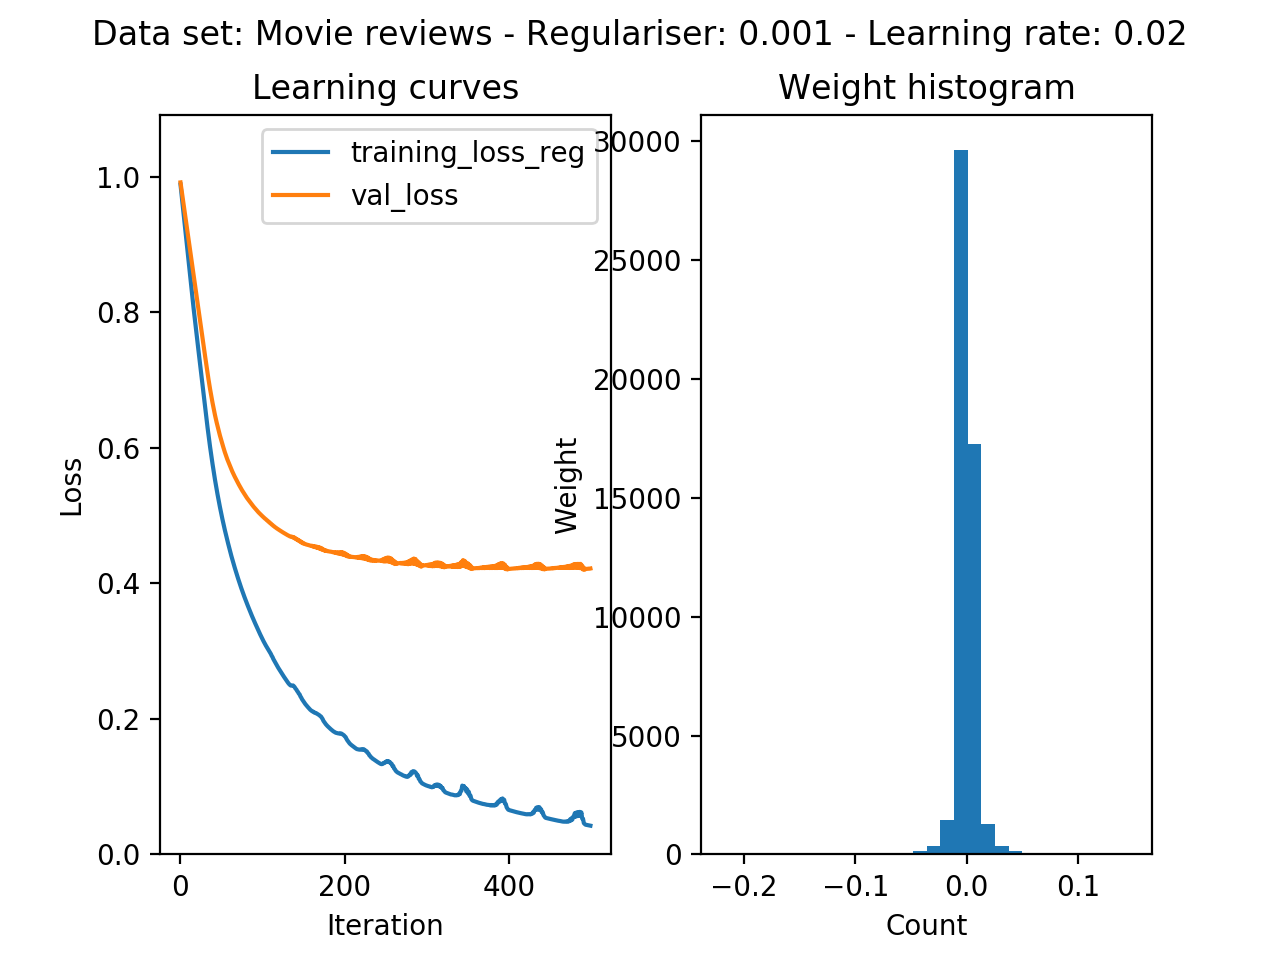 Data set: Movie reviews - Regulariser: 0.001 - Learning rate: 0.02
Learning curves
training_loss_reg
val_loss
1.0
0.8
0.6
0.4
0.2
0.0
Loss
0
200
400
Iteration
Weight histogram
30000
25000
20000
15000
10000
5000
0
Weight
−0.2
−0.1
0.0
0.1
Count